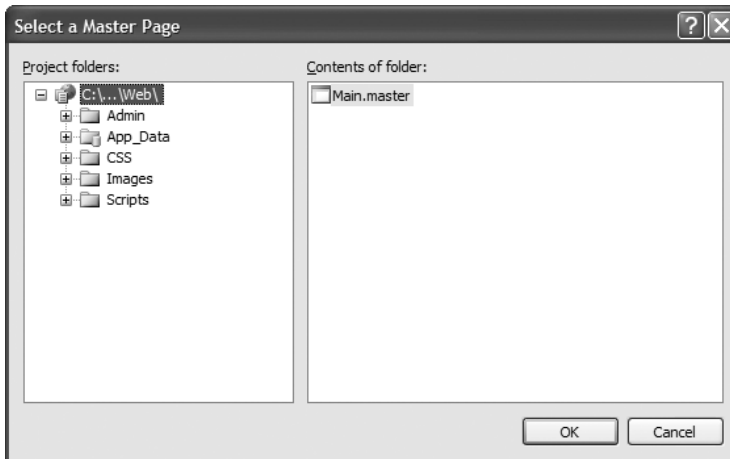 Select a Master Page
Project folders:
Contents of folder:
C:\...\Web\
Admin
App_Data
CSS
Images
Scripts
Main.master
OK
Cancel